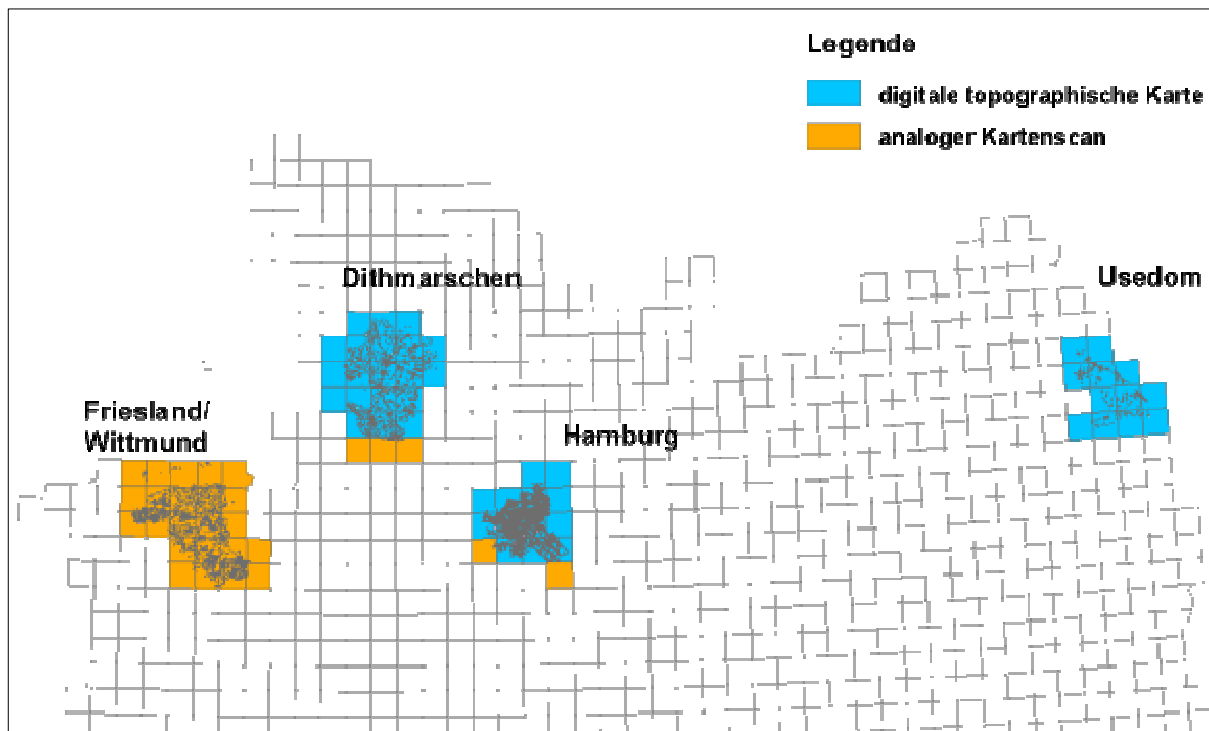 Legende
digitale topographische Karte
analoger Kartenscan
Dithmarschen
Usedom
Friesland/
Wittmund
Hamburg